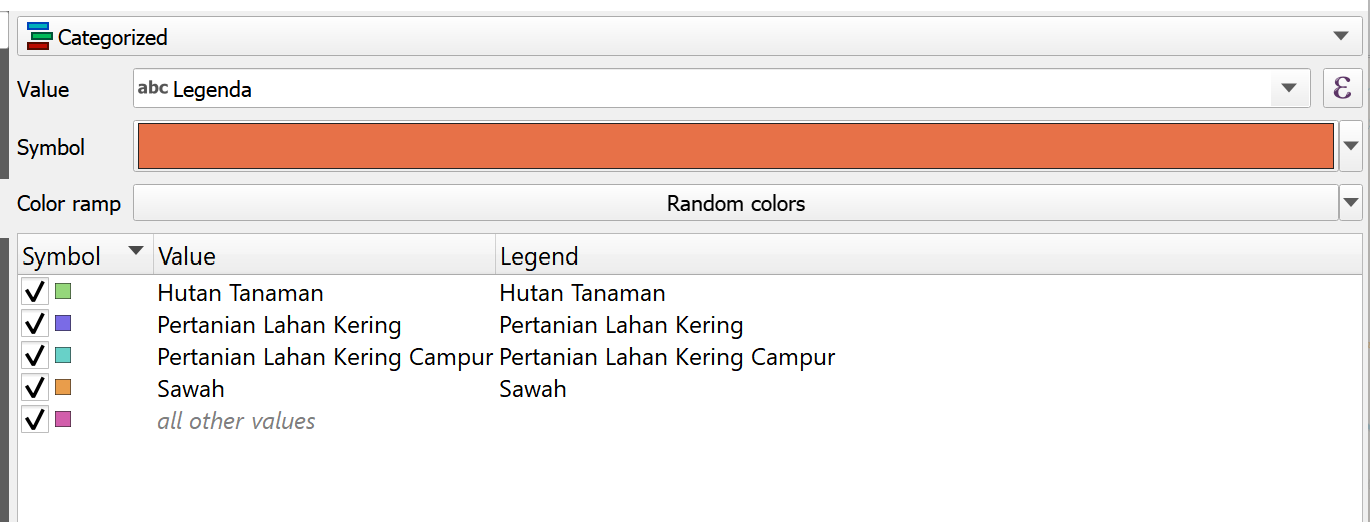 Categorized
Value abc Legenda ε
Symbol
Color ramp Random colors
Symbol Value Legend
Hutan Tanaman Hutan Tanaman
Pertanian Lahan Kering Pertanian Lahan Kering
Pertanian Lahan Kering Campur Pertanian Lahan Kering Campur
Sawah Sawah
all other values